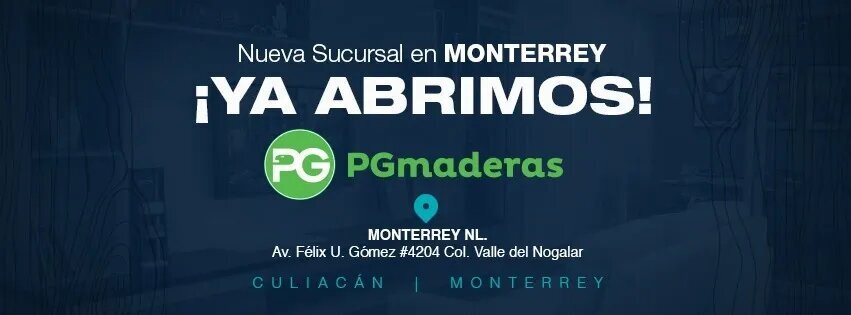 Nueva Sucursal en MONTERREY
¡YA ABRIMOS!
PG PGmaderas
MONTERREY NL.
Av. Félix U. Gómez #4204 Col. Valle del Nogalar
CULIACÁN | MONTERREY